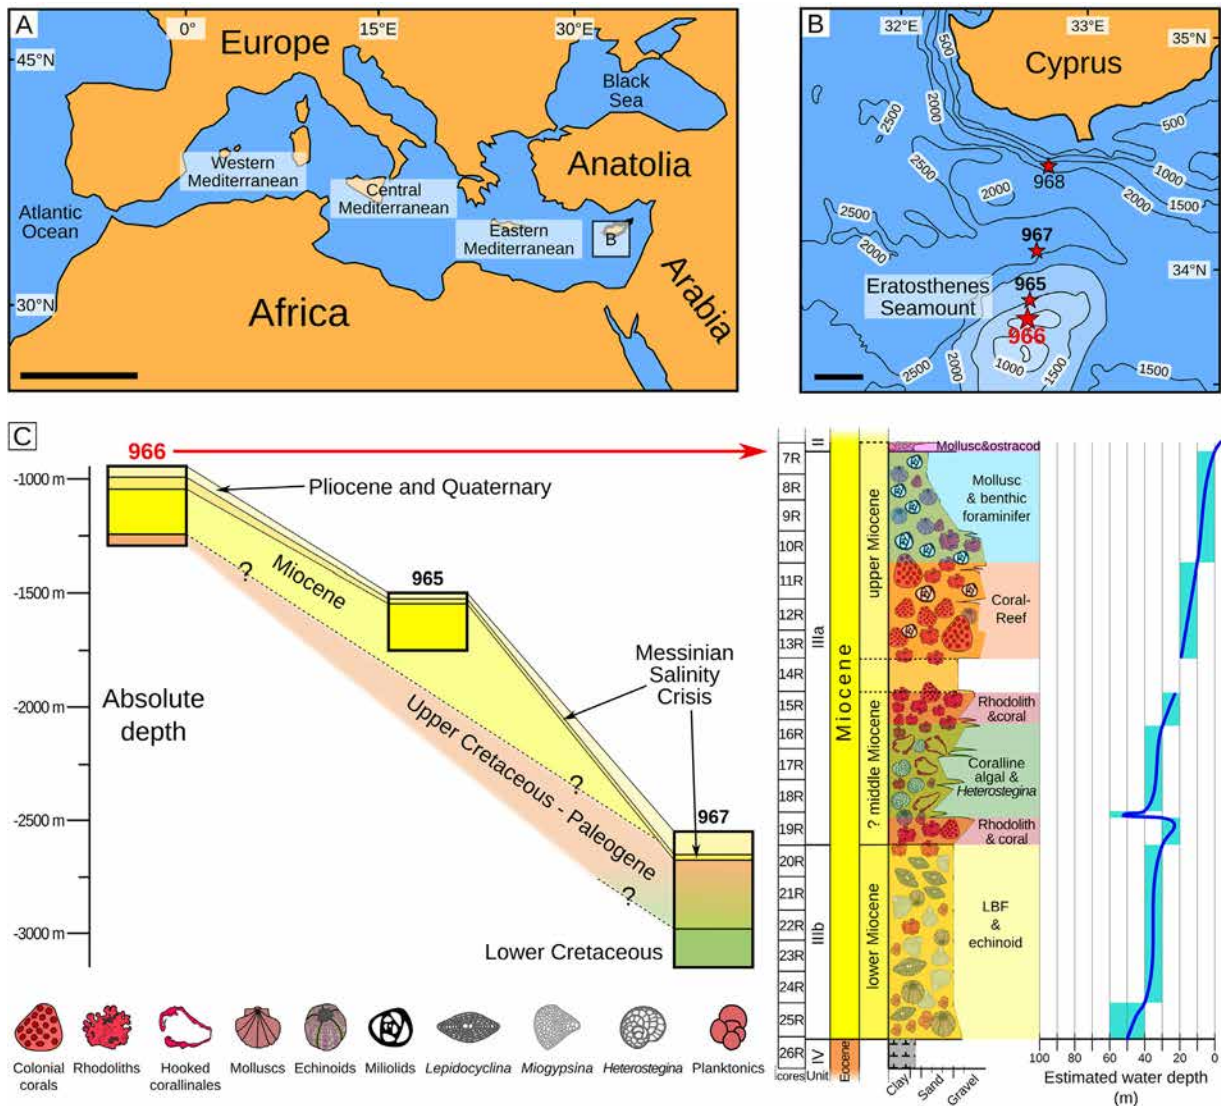 A
0°
15°E
30°E
45°N
Europe
Black
Sea
Western
Mediterranean
Central
Mediterranean
Anatolia
Atlantic
Ocean
Eastern
Mediterranean
B
30°N
Africa
Arabia
B
32°E
33°E
35°N
500
Cyprus
2000
2500
500
2500
968
2000
1000
1500
2000
2500
2000
967
34°N
Eratosthenes
Seamount
965
966
1000
2500
2000
1500
1500
C
966
-1000 m
-1500 m
-2000 m
-2500 m
-3000 m
Pliocene and Quaternary
965
?
Miocene
Messinian
Salinity
Crisis
Absolute
depth
Upper Cretaceous - Paleogene
?
967
?
Lower Cretaceous
Colonial
corals
Rhodoliths
Hooked
corallinales
Molluscs
Echinoids
Miliolids
Lepidocyclina
Miogypsina
Heterostegina
Planktonics
7R
8R
9R
10R
11R
12R
13R
14R
15R
16R
17R
18R
19R
20R
21R
22R
23R
24R
25R
26R
cores
II
IIIa
IIIb
IV
Unit
Miocene
Eocene
upper Miocene
? middle Miocene
lower Miocene
Mollusc&ostracod
Mollusc
& benthic
foraminifer
Coral-
Reef
Rhodolith
&coral
Coralline
algal &
Heterostegina
Rhodolith
& coral
LBF
&
echinoid
Clay
Sand
Gravel
100 80 60 40 20 0
Estimated water depth
(m)